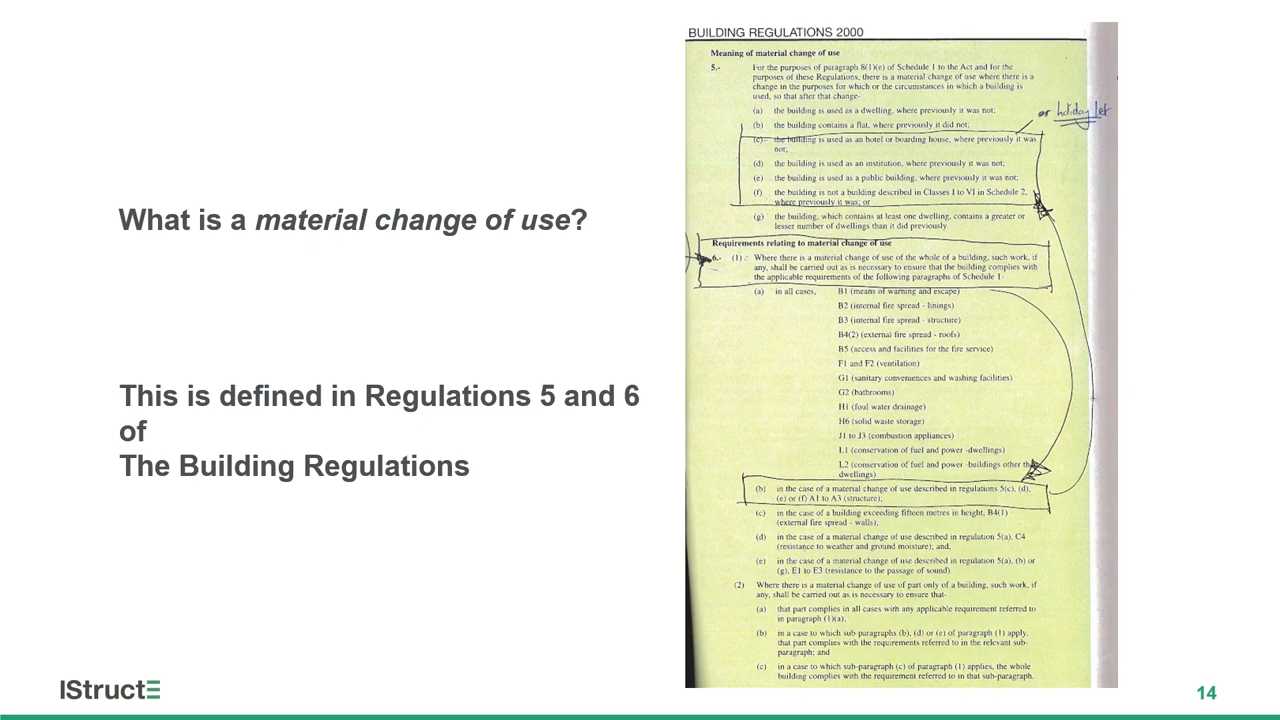 What is a material change of use?
This is defined in Regulations 5 and 6
of
The Building Regulations
BUILDING REGULATIONS 2000
Meaning of material change of use
5.- For the purposes of paragraph 8(1)(e) of Schedule 1 to the Act and for the
purposes of these Regulations, there is a material change of use where there is a
change in the purposes for which or the circumstances in which a building is
used, so that after that change-
(a) the building is used as a dwelling, where previously it was not;
or holiday let
(b) the building contains a flat, where previously it did not;
(c) the building is used as an hotel or boarding house, where previously it was
not;
(d) the building is used as an institution, where previously it was not;
(e) the building is used as a public building, where previously it was not;
(f) the building is not a building described in Classes I to VI in Schedule 2,
where previously it was; or
(g) the building, which contains at least one dwelling, contains a greater or
lesser number of dwellings than it did previously.
Requirements relating to material change of use
6.- (1) Where there is a material change of use of the whole of a building, such work, if
any, shall be carried out as is necessary to ensure that the building complies with
the applicable requirements of the following paragraphs of Schedule 1-
(a) in all cases, B1 (means of warning and escape)
B2 (internal fire spread - linings)
B3 (internal fire spread - structure)
B4(2) (external fire spread - roofs)
B5 (access and facilities for the fire service)
F1 and F2 (ventilation)
G1 (sanitary conveniences and washing facilities)
G2 (bathrooms)
H1 (foul water drainage)
H6 (solid waste storage)
J1 to J3 (combustion appliances)
L1 (conservation of fuel and power -dwellings)
L2 (conservation of fuel and power -buildings other
dwellings)
(b) in the case of a material change of use described in regulations 5(c), (d),
(e) or (f) A1 to A3 (structure);
(c) in the case of a building exceeding fifteen metres in height, B4(1)
(external fire spread - walls);
(d) in the case of a material change of use described in regulation 5(a), C4
(resistance to weather and ground moisture); and,
(e) in the case of a material change of use described in regulation 5(a), (b) or
(g), E1 to E3 (resistance to the passage of sound)
(2) Where there is a material change of use of part only of a building, such work, if
any, shall be carried out as is necessary to ensure that-
(a) that part complies in all cases with any applicable requirement referred to
in paragraph (1)(a);
(b) in a case to which sub-paragraphs (b), (d) or (e) of paragraph (1) apply,
that part complies with the requirements referred to in the relevant sub-
paragraph; and
(c) in a case to which sub-paragraph (c) of paragraph (1) applies, the whole
building complies with the requirement referred to in that sub-paragraph.
IStructE
14